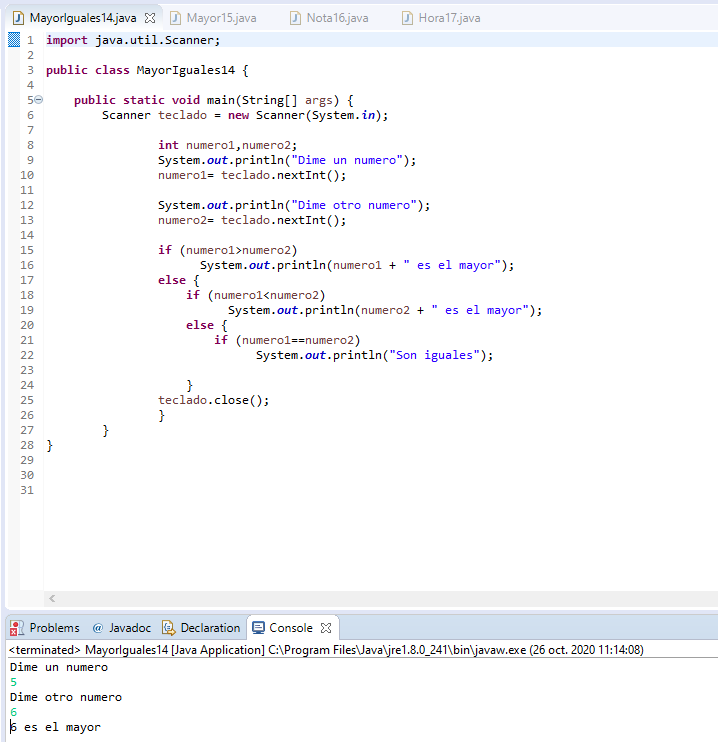 MayorIguales14.java Mayor15.java Nota16.java Hora17.java
1 import java.util.Scanner;
2
3 public class MayorIguales14 {
4
5 public static void main(String[] args) {
6 Scanner teclado = new Scanner(System.in);
7
8 int numero1,numero2;
9 System.out.println("Dime un numero");
10 numero1= teclado.nextInt();
11
12 System.out.println("Dime otro numero");
13 numero2= teclado.nextInt();
14
15 if (numero1>numero2)
16 System.out.println(numero1 + " es el mayor");
17 else {
18 if (numero1<numero2)
19 System.out.println(numero2 + " es el mayor");
20 else {
21 if (numero1==numero2)
22 System.out.println("Son iguales");
23
24 }
25 teclado.close();
26 }
27 }
28 }
29
30
31
Problems @ Javadoc Declaration Console
<terminated> MayorIguales14 [Java Application] C:\Program Files\Java\jre1.8.0_241\bin\javaw.exe (26 oct. 2020 11:14:08)
Dime un numero
5
Dime otro numero
6
6 es el mayor